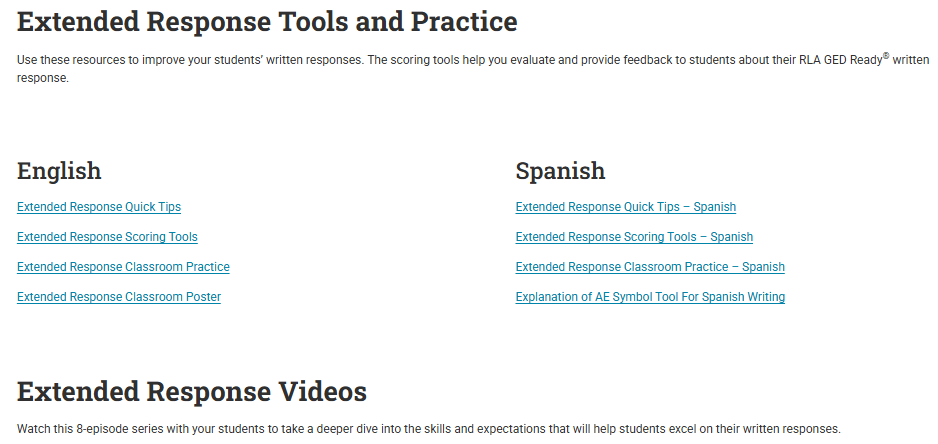 Extended Response Tools and Practice
Use these resources to improve your students’ written responses. The scoring tools help you evaluate and provide feedback to students about their RLA GED Ready® written
response.
English
Extended Response Quick Tips
Extended Response Scoring Tools
Extended Response Classroom Practice
Extended Response Classroom Poster
Spanish
Extended Response Quick Tips – Spanish
Extended Response Scoring Tools – Spanish
Extended Response Classroom Practice – Spanish
Explanation of AE Symbol Tool For Spanish Writing
Extended Response Videos
Watch this 8-episode series with your students to take a deeper dive into the skills and expectations that will help students excel on their written responses.